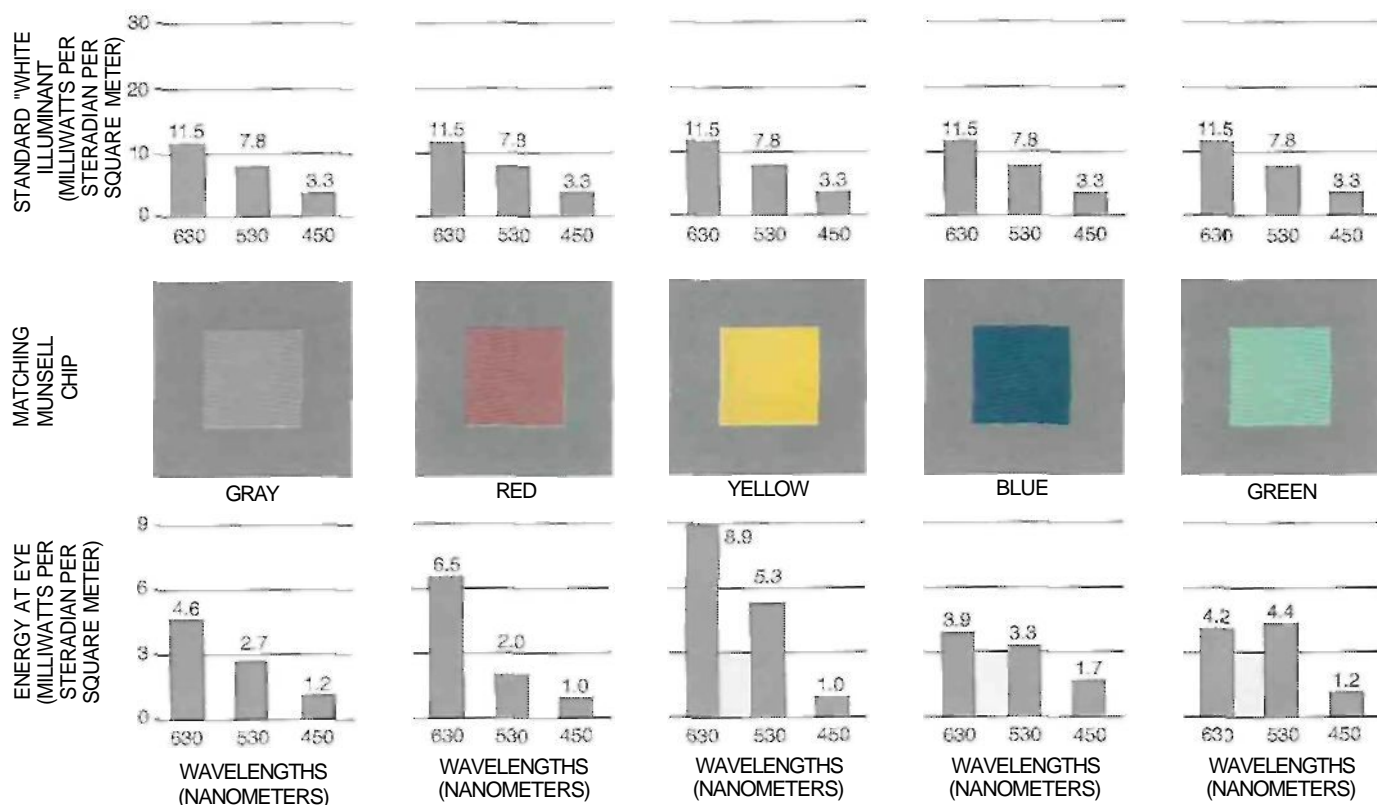 STANDARD "WHITE
ILLUMINANT
(MILLIWATTS PER
STERADIAN PER
SQUARE METER)
30
20
10
0
11.5 7.8 3.3
630 530 450
11.5 7.8 3.3
630 530 450
11.5 7.8 3.3
630 530 450
11.5 7.8 3.3
630 530 450
11.5 7.8 3.3
630 530 450
MATCHING
MUNSELL
CHIP
GRAY
RED
YELLOW
BLUE
GREEN
ENERGY AT EYE
(MILLIWATTS PER
STERADIAN PER
SQUARE METER)
9
6
3
0
4.6 2.7 1.2
630 530 450
WAVELENGTHS
(NANOMETERS)
6.5 2.0 1.0
630 530 450
WAVELENGTHS
(NANOMETERS)
8.9 5.3 1.0
630 530 450
WAVELENGTHS
(NANOMETERS)
3.9 3.3 1.7
630 530 450
WAVELENGTHS
(NANOMETERS)
4.2 4.4 1.2
630 530 450
WAVELENGTHS
(NANOMETERS)